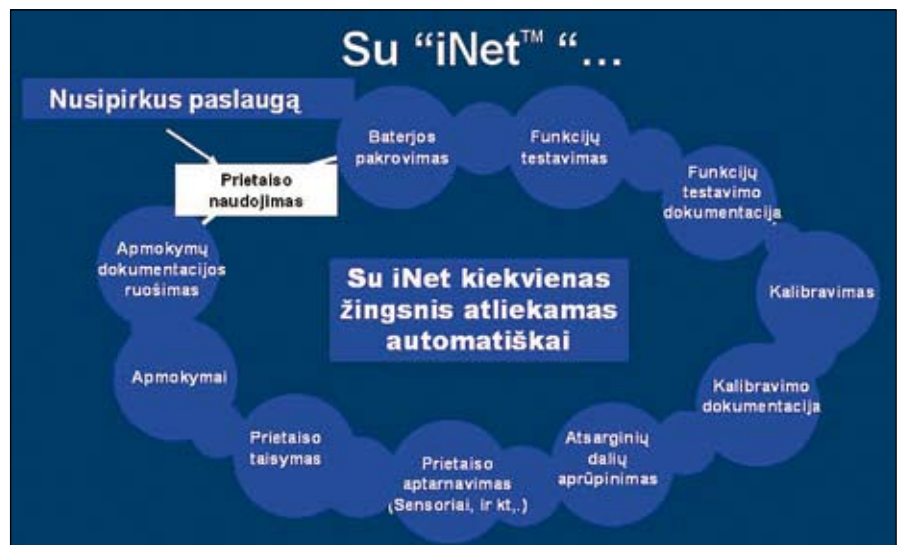 Su “iNet™ “...
Nusipirkus paslaugą
Prietaiso
naudojimas
Baterjos
pakrovimas
Funkcijų
testavimas
Funkcijų
testavimo
dokumentacija
Kalibravimas
Kalibravimo
dokumentacija
Atsarginių
dalių
aprūpinimas
Prietaiso
aptarnavimas
(Sensoriai, ir kt,.)
Prietaiso
taisymas
Apmokymai
Apmokymų
dokumentacijos
ruošimas
Su iNet kiekvienas
žingsnis atliekamas
automatiškai